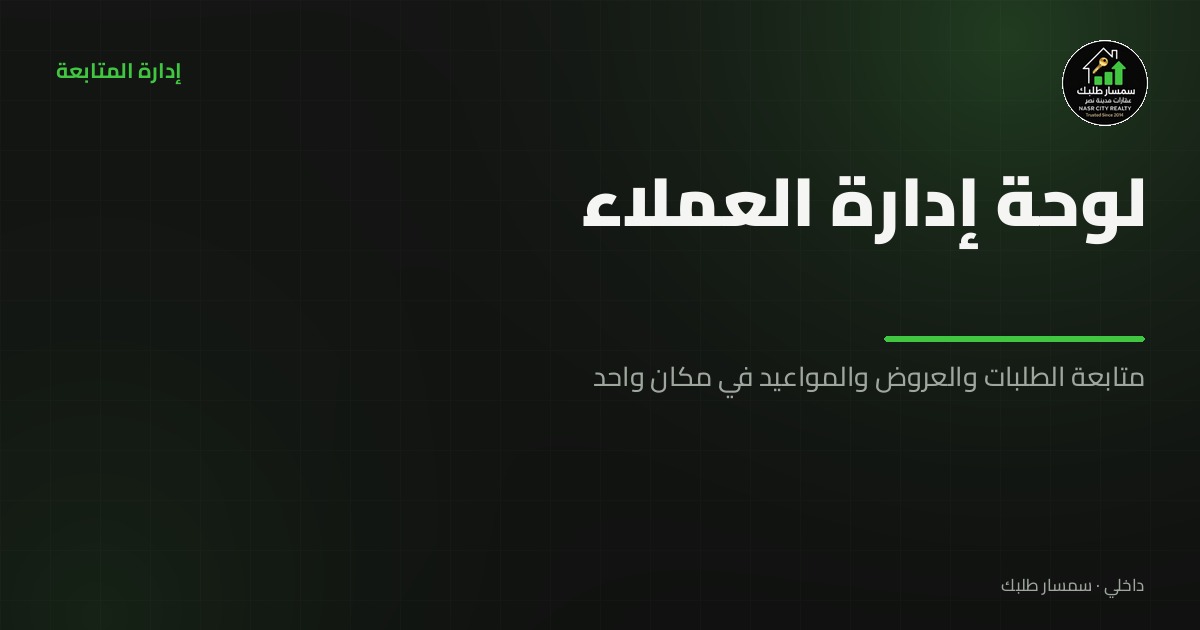 إدارة المتابعة
سمسار طلبك
عقارات مدينة نصر
NASR CITY REALTY
Trusted Since 2014
لوحة إدارة العملاء
متابعة الطلبات والعروض والمواعيد في مكان واحد
داخلي · سمسار طلبك